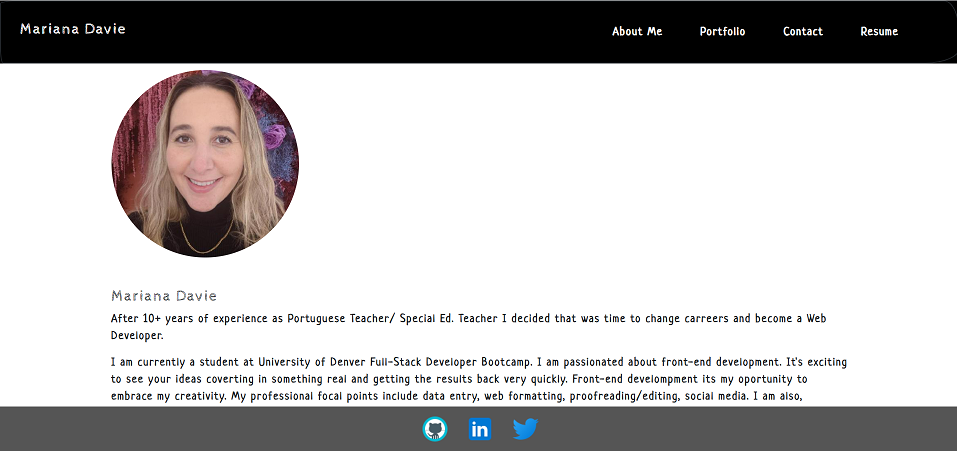 Mariana Davie
About Me Portfolio Contact Resume
Mariana Davie
After 10+ years of experience as Portuguese Teacher/ Special Ed. Teacher I decided that was time to change carreers and become a Web
Developer.
I am currently a student at University of Denver Full-Stack Developer Bootcamp. I am passionated about front-end development. It's exciting
to see your ideas coverting in something real and getting the results back very quickly. Front-end develompment its my oportunity to
embrace my creativity. My professional focal points include data entry, web formatting, proofreading/editing, social media. I am also,
in